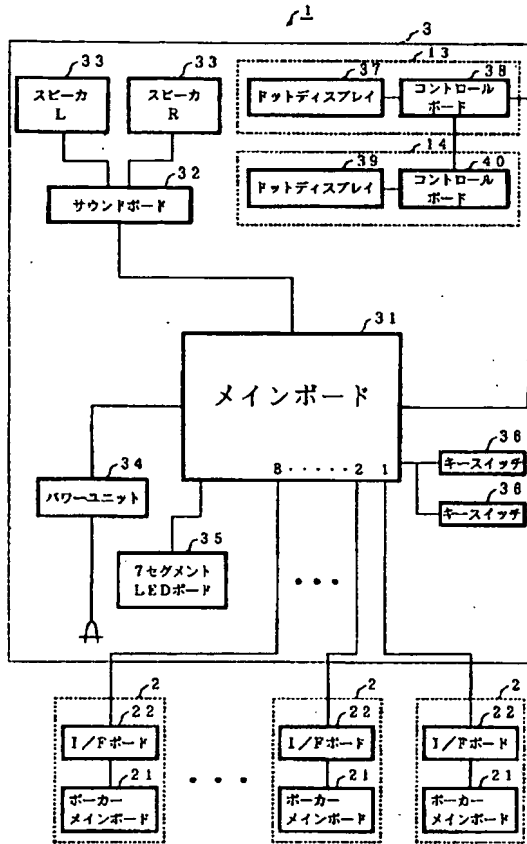 1
3
33
33
スピーカ
L
スピーカ
R
32
サウンドボード
13
37
38
ドットディスプレイ
コントロール
ボード
14
39
40
ドットディスプレイ
コントロール
ボード
31
メインボード
8・・・・・2 1
34
パワーユニット
35
7セグメント
LEDボード
36
キースイッチ
36
キースイッチ
・・・
2
2
2
22
22
22
I/Fボード
I/Fボード
I/Fボード
21
21
21
ポーカー
メインボード
・・・
ポーカー
メインボード
ポーカー
メインボード